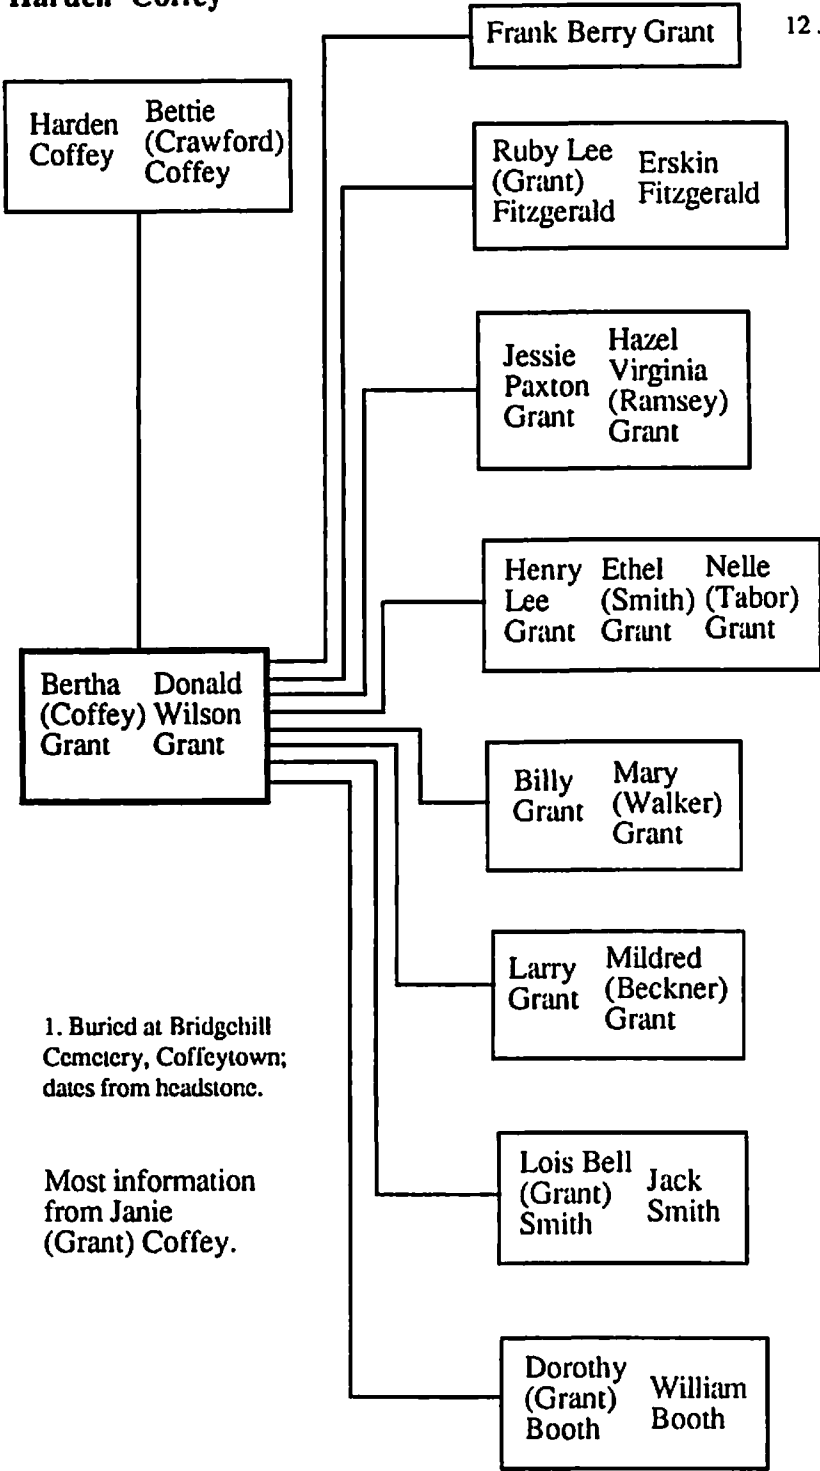 Harden Coffey
12.
Frank Berry Grant
Harden Coffey
Bettie (Crawford) Coffey
Ruby Lee (Grant) Fitzgerald
Erskin Fitzgerald
Jessie Paxton Grant
Hazel Virginia (Ramsey) Grant
Henry Lee Grant
Ethel (Smith) Grant
Nelle (Tabor) Grant
Bertha (Coffey) Grant
Donald Wilson Grant
Billy Grant
Mary (Walker) Grant
Larry Grant
Mildred (Beckner) Grant
1. Buried at Bridgehill
Cemetery, Coffeytown;
dates from headstone.
Lois Bell (Grant) Smith
Jack Smith
Most information
from Janie
(Grant) Coffey.
Dorothy (Grant) Booth
William Booth